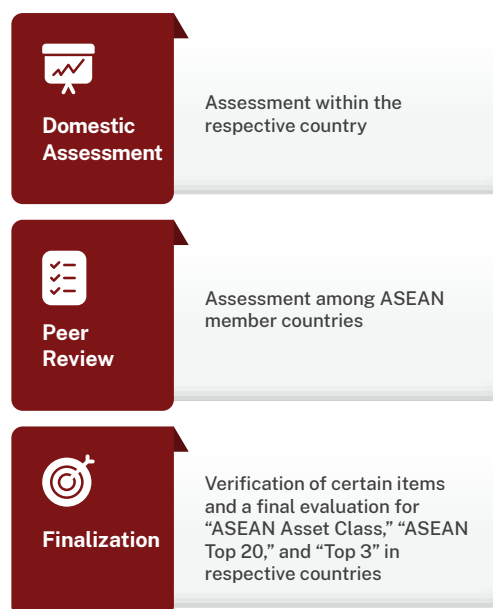 Domestic
Assessment
Assessment within the
respective country
Peer
Review
Assessment among ASEAN
member countries
Finalization
Verification of certain items
and a final evaluation for
“ASEAN Asset Class,” “ASEAN
Top 20,” and “Top 3” in
respective countries